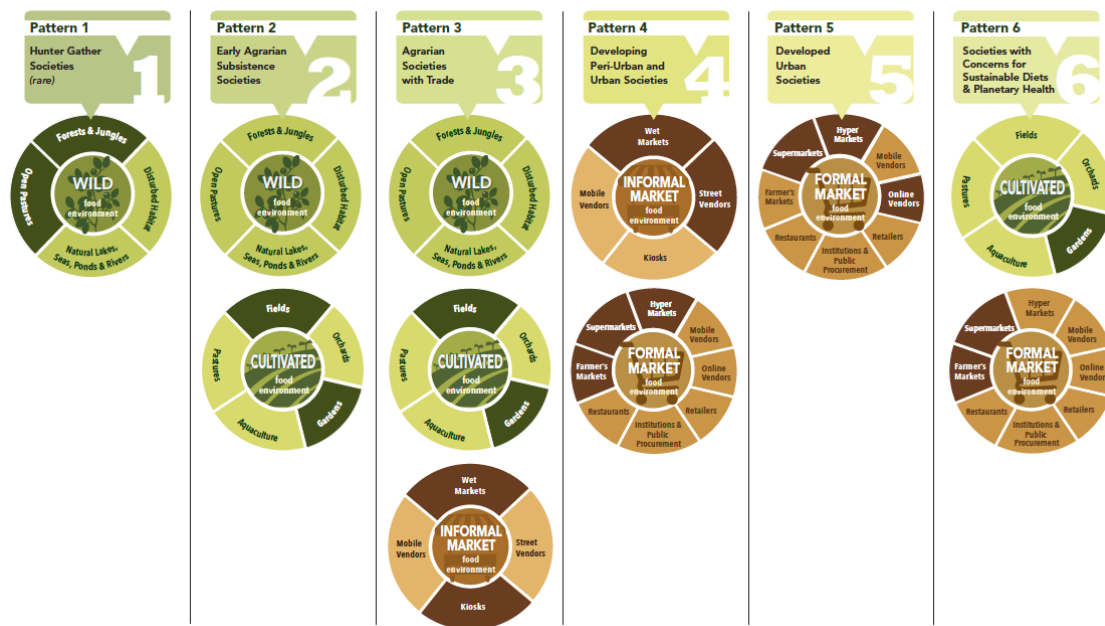 Pattern 1
Hunter Gather
Societies
(rare)
1
Forests & Jungles
Disturbed Habitat
Natural Lakes,
Seas, Ponds & Rivers
Open Pastures
WILD
food
environment
Pattern 2
Early Agrarian
Subsistence
Societies
2
Forests & Jungles
Disturbed Habitat
Natural Lakes,
Seas, Ponds & Rivers
Open Pastures
WILD
food
environment
Fields
Orchards
Gardens
Aquaculture
Pastures
CULTIVATED
food
environment
Pattern 3
Agrarian
Societies
with Trade
3
Forests & Jungles
Disturbed Habitat
Natural Lakes,
Seas, Ponds & Rivers
Open Pastures
WILD
food
environment
Fields
Orchards
Gardens
Aquaculture
Pastures
CULTIVATED
food
environment
Wet
Markets
Street
Vendors
Kiosks
Mobile
Vendors
INFORMAL
MARKET
food
environment
Pattern 4
Developing
Peri-Urban and
Urban Societies
4
Wet
Markets
Street
Vendors
Kiosks
Mobile
Vendors
INFORMAL
MARKET
food
environment
Hyper
Markets
Mobile
Vendors
Online
Vendors
Retailers
Institutions &
Public
Procurement
Restaurants
Farmer's
Markets
Supermarkets
FORMAL
MARKET
food
environment
Pattern 5
Developed
Urban
Societies
5
Hyper
Markets
Mobile
Vendors
Online
Vendors
Retailers
Institutions &
Public
Procurement
Restaurants
Farmer's
Markets
Supermarkets
FORMAL
MARKET
food
environment
Pattern 6
Societies with
Concerns for
Sustainable Diets
& Planetary Health
6
Fields
Orchards
Gardens
Aquaculture
Pastures
CULTIVATED
food
environment
Hyper
Markets
Mobile
Vendors
Online
Vendors
Retailers
Institutions &
Public
Procurement
Restaurants
Farmer's
Markets
Supermarkets
FORMAL
MARKET
food
environment